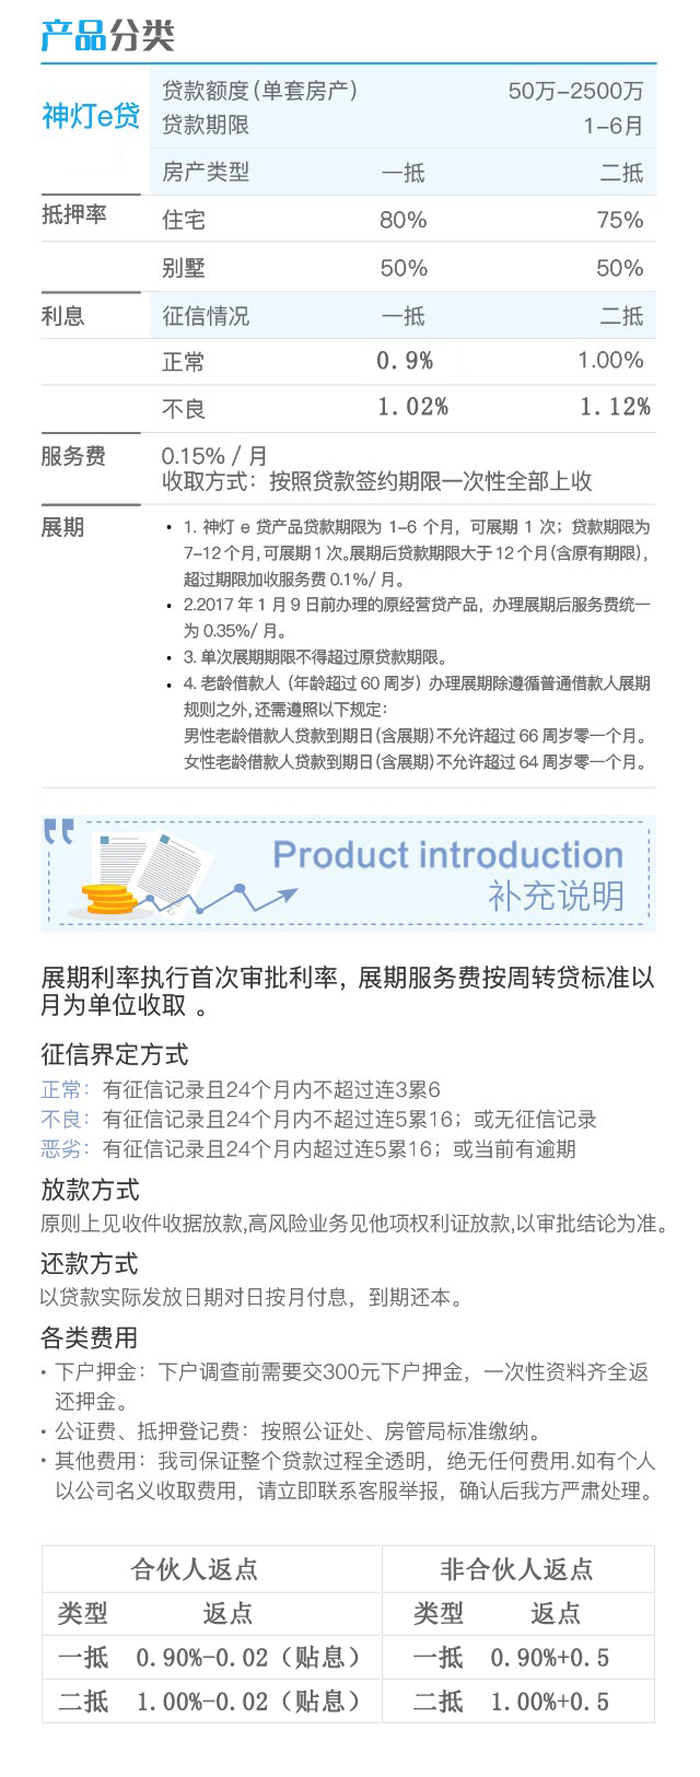 产品分类
神灯e贷
贷款额度(单套房产) 50万-2500万
贷款期限 1-6月
房产类型 一抵 二抵
抵押率 住宅 80% 75%
别墅 50% 50%
利息 征信情况 一抵 二抵
正常 0.9% 1.00%
不良 1.02% 1.12%
服务费 0.15% / 月
收取方式：按照贷款签约期限一次性全部上收
展期
• 1. 神灯 e 贷产品贷款期限为 1-6 个月，可展期 1 次；贷款期限为
7-12个月,可展期1次。展期后贷款期限大于12个月(含原有期限),
超过期限加收服务费 0.1%/ 月。
• 2.2017 年 1 月 9 日前办理的原经营贷产品，办理展期后服务费统一
为 0.35%/ 月。
• 3. 单次展期期限不得超过原贷款期限。
• 4. 老龄借款人（年龄超过 60 周岁）办理展期除遵循普通借款人展期
规则之外,还需遵照以下规定：
男性老龄借款人贷款到期日(含展期)不允许超过 66 周岁零一个月。
女性老龄借款人贷款到期日(含展期)不允许超过 64 周岁零一个月。
Product introduction
补充说明
展期利率执行首次审批利率，展期服务费按周转贷标准以
月为单位收取 。
征信界定方式
正常：有征信记录且24个月内不超过连3累6
不良：有征信记录且24个月内不超过连5累16；或无征信记录
恶劣：有征信记录且24个月内超过连5累16；或当前有逾期
放款方式
原则上见收件收据放款,高风险业务见他项权利证放款,以审批结论为准。
还款方式
以贷款实际发放日期对日按月付息，到期还本。
各类费用
• 下户押金：下户调查前需要交300元下户押金，一次性资料齐全返
还押金。
• 公证费、抵押登记费：按照公证处、房管局标准缴纳。
• 其他费用：我司保证整个贷款过程全透明，绝无任何费用.如有个人
以公司名义收取费用，请立即联系客服举报，确认后我方严肃处理。
合伙人返点 非合伙人返点
类型 返点 类型 返点
一抵 0.90%-0.02（贴息） 一抵 0.90%+0.5
二抵 1.00%-0.02（贴息） 二抵 1.00%+0.5